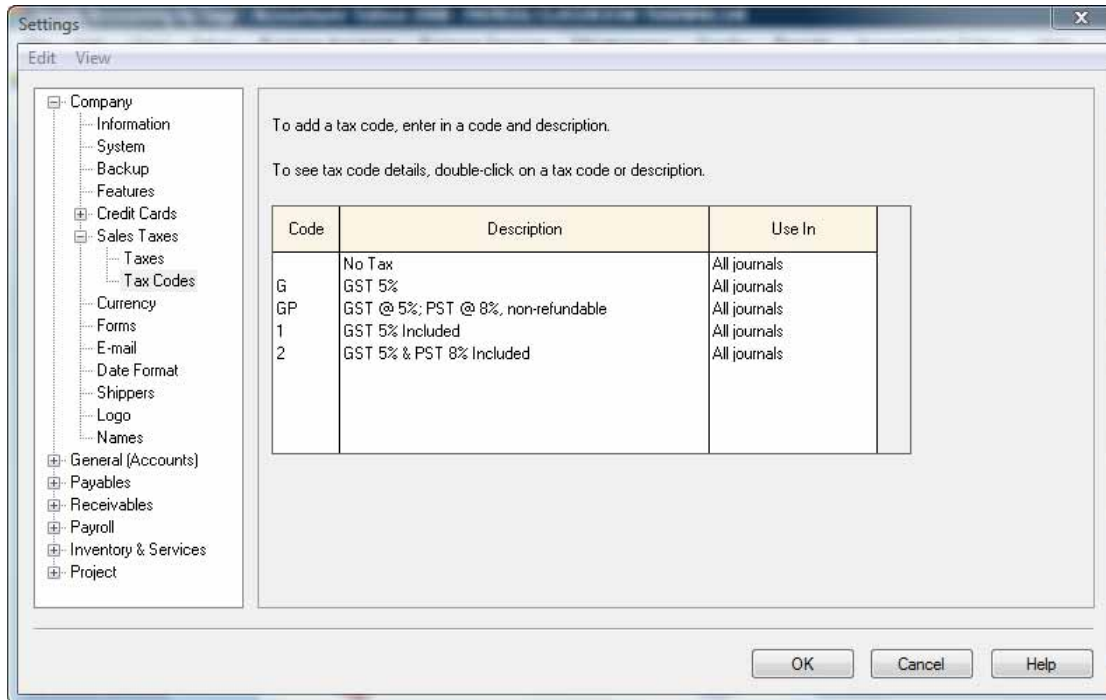 Settings
Edit View
Company
Information
System
Backup
Features
Credit Cards
Sales Taxes
Taxes
Tax Codes
Currency
Forms
E-mail
Date Format
Shippers
Logo
Names
General (Accounts)
Payables
Receivables
Payroll
Inventory & Services
Project
To add a tax code, enter in a code and description.
To see tax code details, double-click on a tax code or description.
Code Description Use In
No Tax All journals
G GST 5% All journals
GP GST @ 5%; PST @ 8%, non-refundable All journals
1 GST 5% Included All journals
2 GST 5% & PST 8% Included All journals
OK Cancel Help